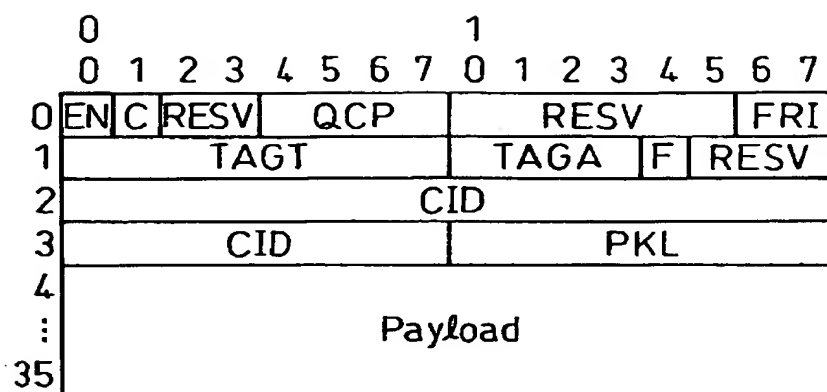 0 1
0 1 2 3 4 5 6 7 0 1 2 3 4 5 6 7
0 EN C RESV QCP RESV FRI
1 TAGT TAGA F RESV
2 CID
3 CID PKL
4
⋮ Payload
35